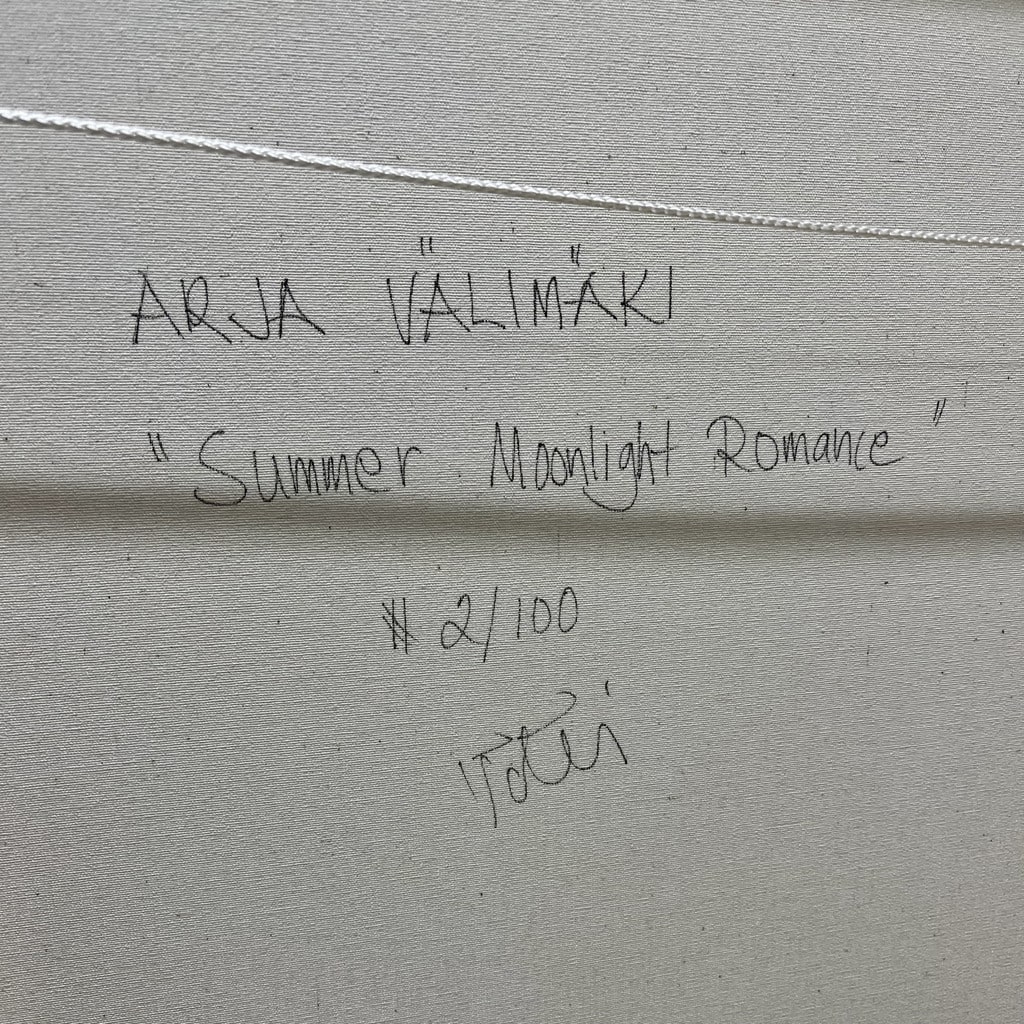 ARJA VÄLIMÄKI
"Summer Moonlight Romance"
# 2/100